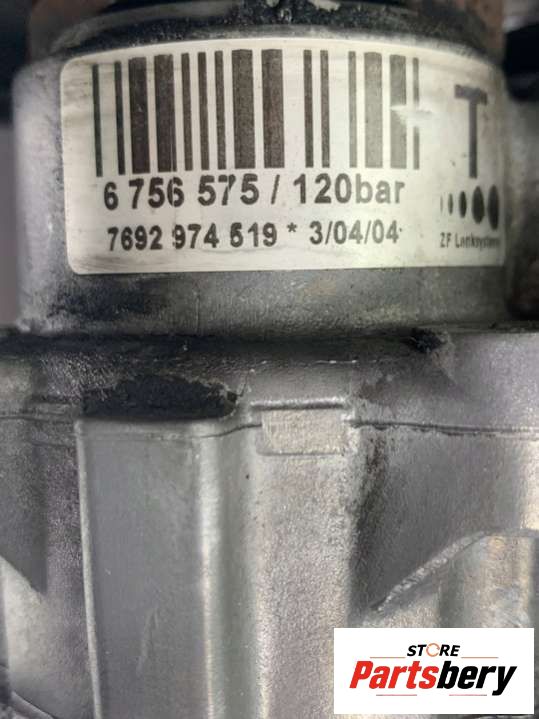 T
6 756 575 / 120bar
7692 974 519 * 3/04/04
ZF Lenksysteme
STORE
Partsbery